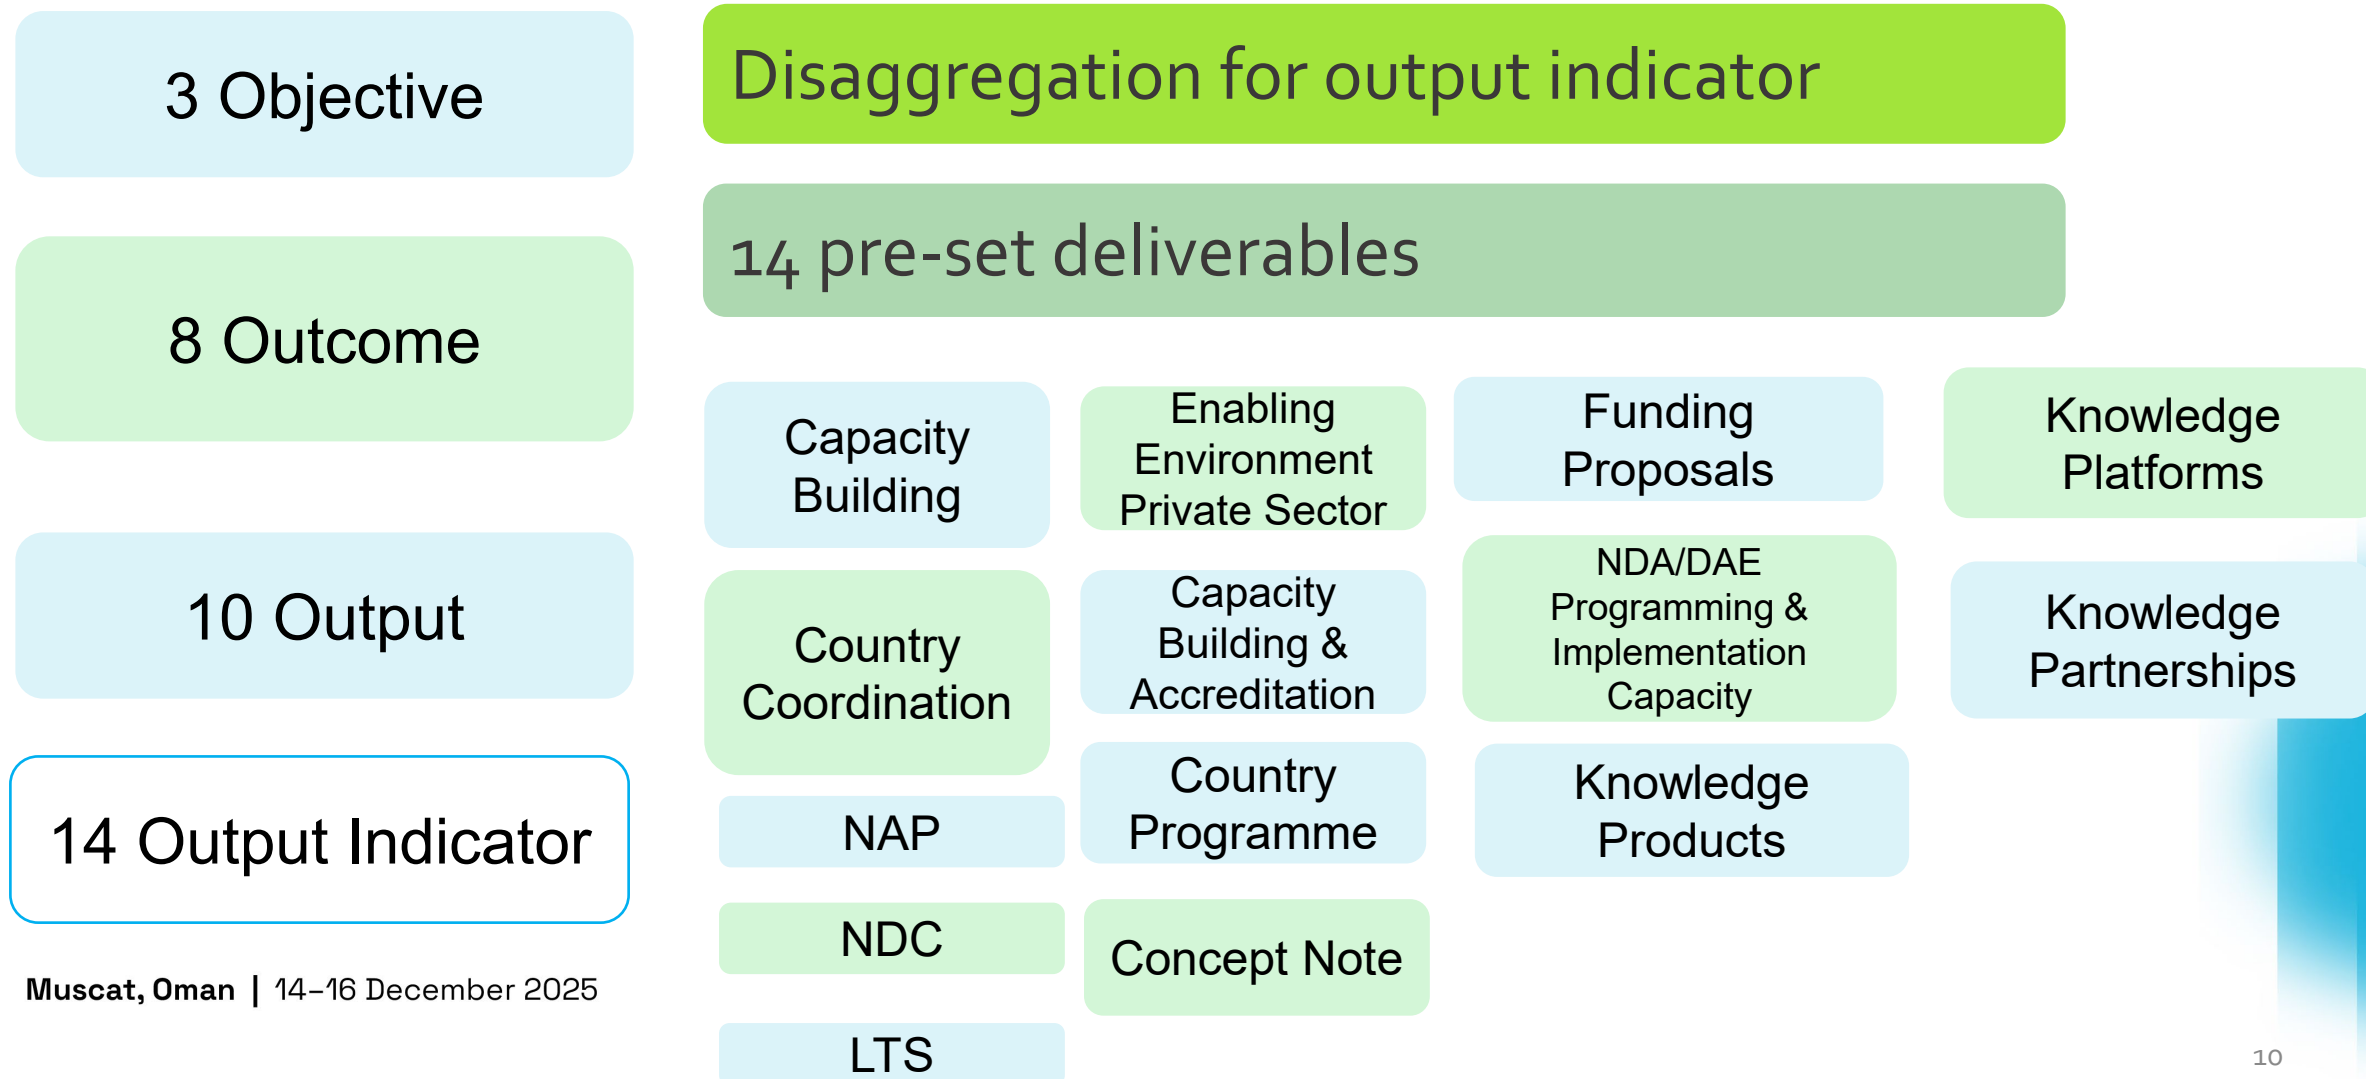 3 Objective
8 Outcome
10 Output
14 Output Indicator
Muscat, Oman | 14–16 December 2025
Disaggregation for output indicator
14 pre-set deliverables
Capacity
Building
Country
Coordination
NAP
NDC
LTS
Enabling
Environment
Private Sector
Capacity
Building &
Accreditation
Country
Programme
Concept Note
Funding
Proposals
NDA/DAE
Programming &
Implementation
Capacity
Knowledge
Products
Knowledge
Platforms
Knowledge
Partnerships
10